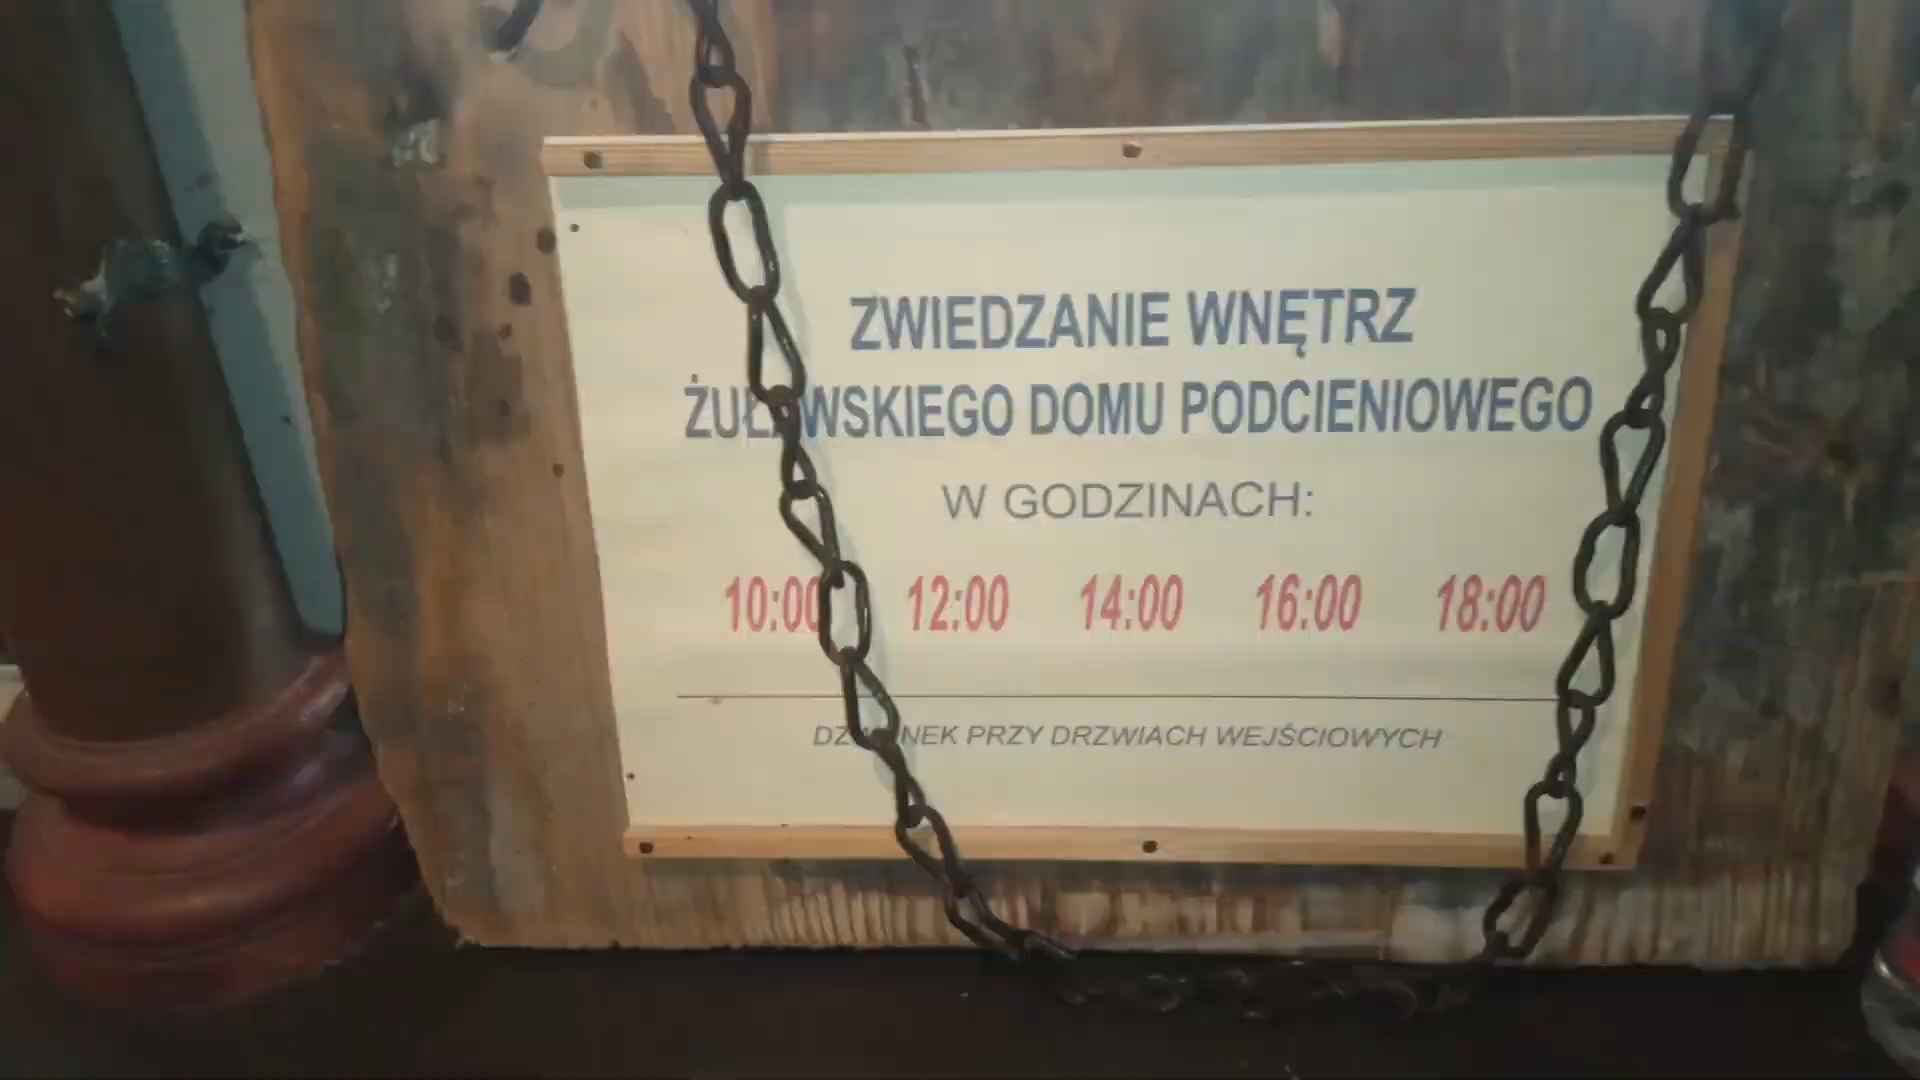 ZWIEDZANIE WNĘTRZ
ŻUŁAWSKIEGO DOMU PODCIENIOWEGO
W GODZINACH:
10:00 12:00 14:00 16:00 18:00
DZWONEK PRZY DRZWIACH WEJŚCIOWYCH